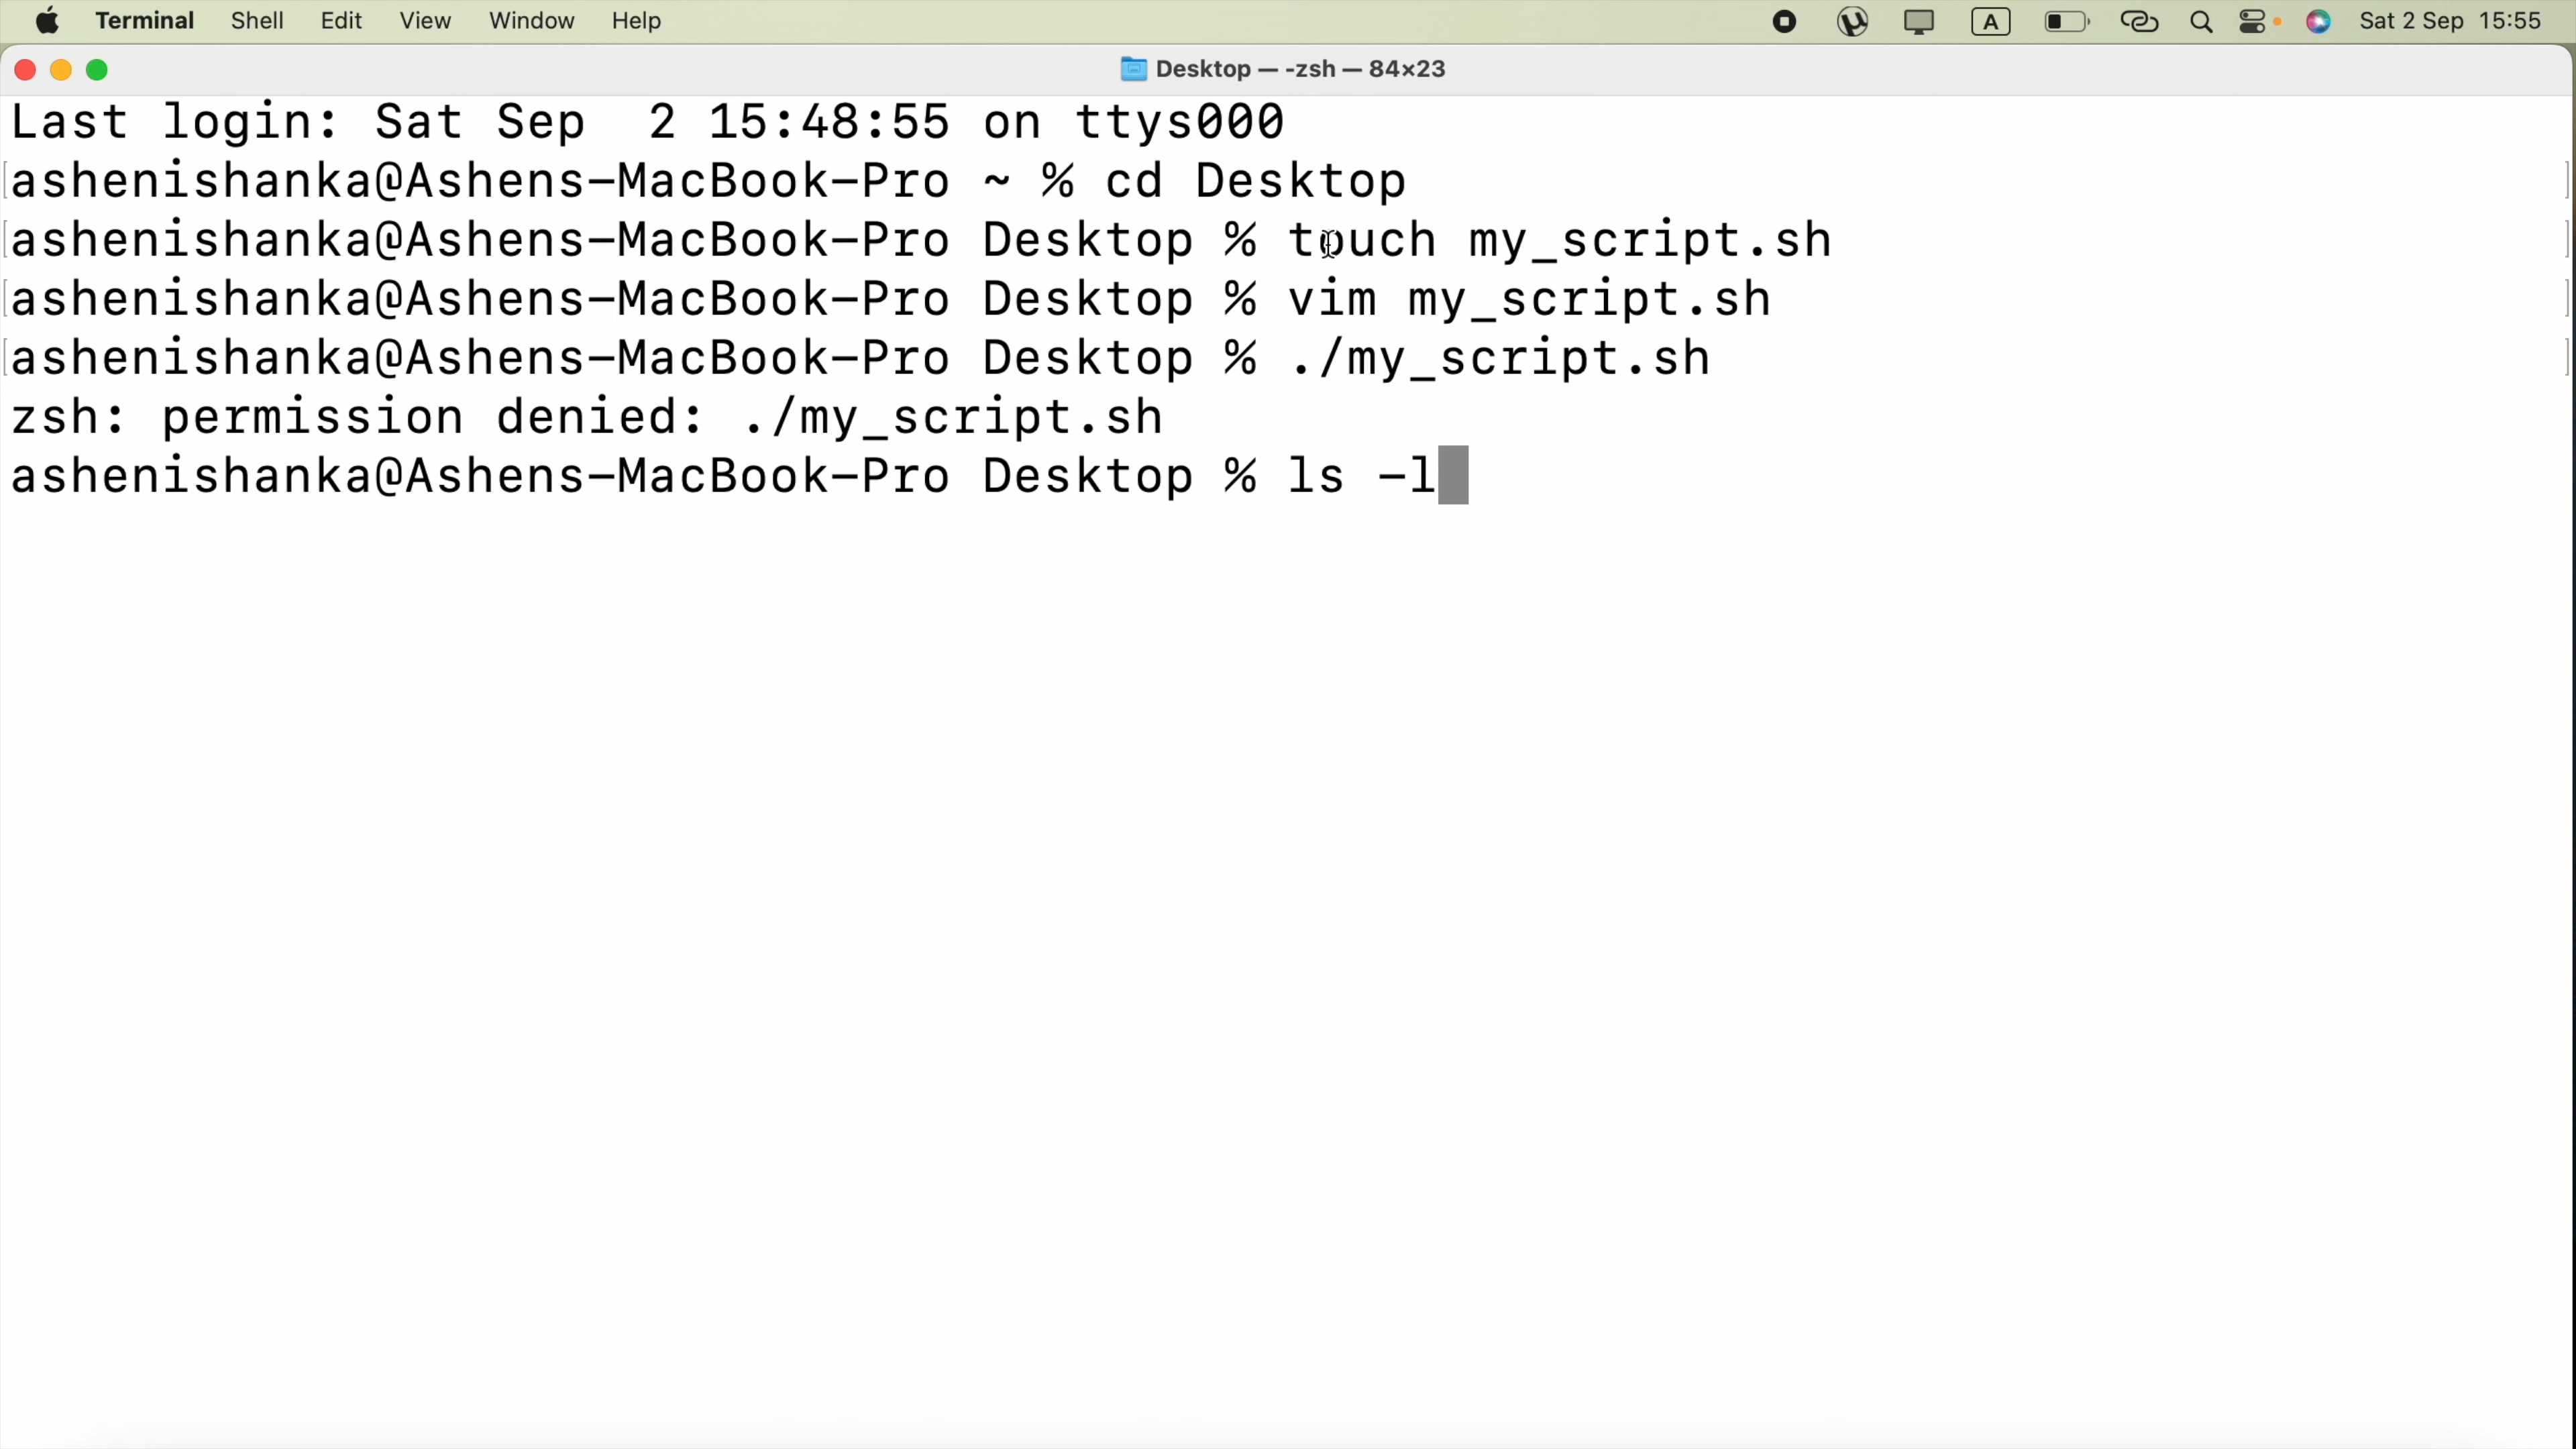 Terminal Shell Edit View Window Help A Sat 2 Sep 15:55
Desktop — -zsh — 84×23
Last login: Sat Sep  2 15:48:55 on ttys000
ashenishanka@Ashens-MacBook-Pro ~ % cd Desktop
ashenishanka@Ashens-MacBook-Pro Desktop % touch my_script.sh
ashenishanka@Ashens-MacBook-Pro Desktop % vim my_script.sh
ashenishanka@Ashens-MacBook-Pro Desktop % ./my_script.sh
zsh: permission denied: ./my_script.sh
ashenishanka@Ashens-MacBook-Pro Desktop % ls -l